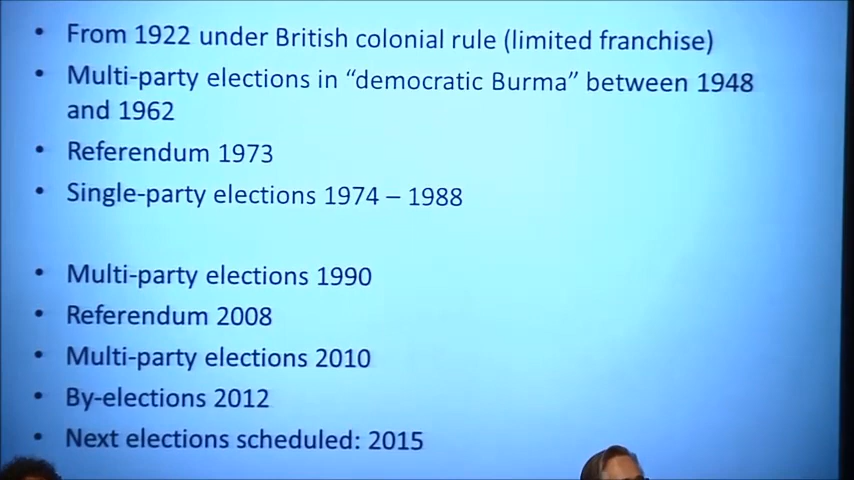 • From 1922 under British colonial rule (limited franchise)
• Multi-party elections in “democratic Burma” between 1948
and 1962
• Referendum 1973
• Single-party elections 1974 – 1988
• Multi-party elections 1990
• Referendum 2008
• Multi-party elections 2010
• By-elections 2012
• Next elections scheduled: 2015